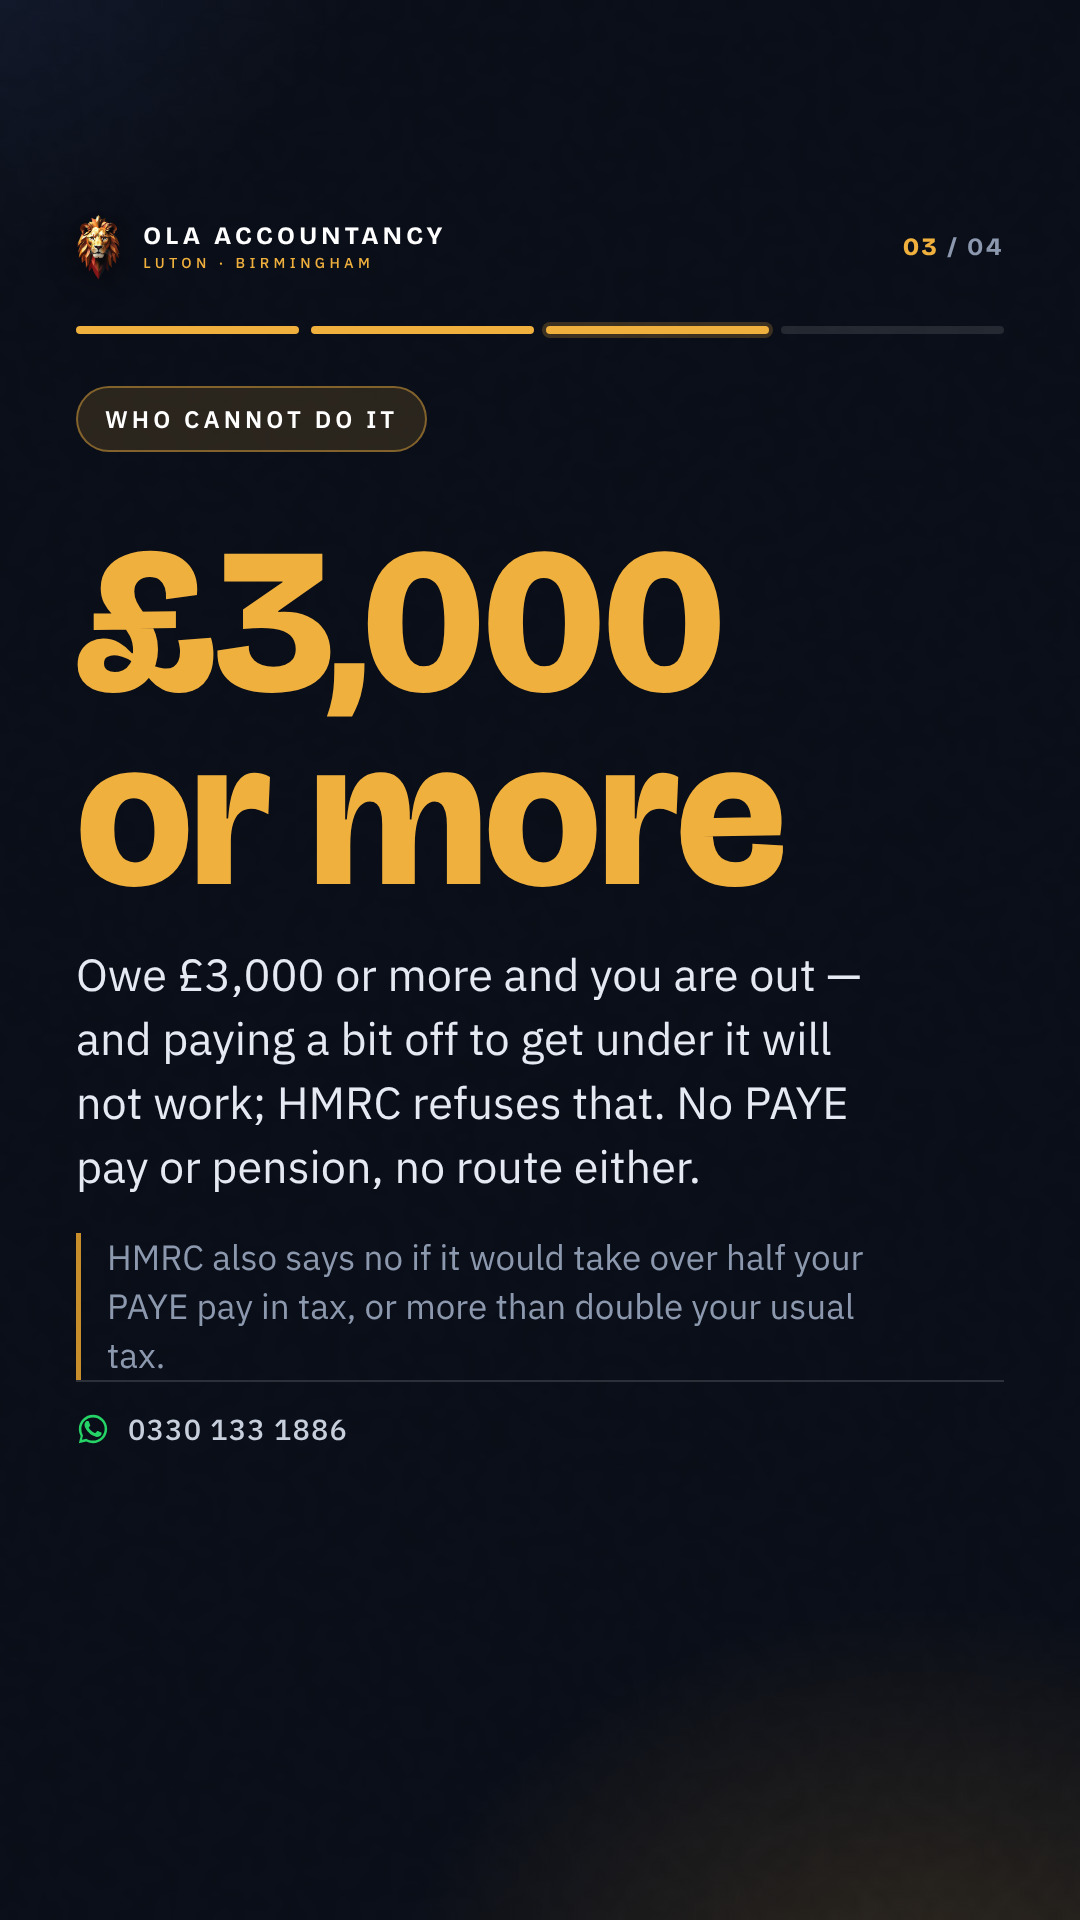 OLA ACCOUNTANCY
LUTON · BIRMINGHAM
03 / 04
WHO CANNOT DO IT
£3,000
or more
Owe £3,000 or more and you are out —
and paying a bit off to get under it will
not work; HMRC refuses that. No PAYE
pay or pension, no route either.
HMRC also says no if it would take over half your
PAYE pay in tax, or more than double your usual
tax.
0330 133 1886